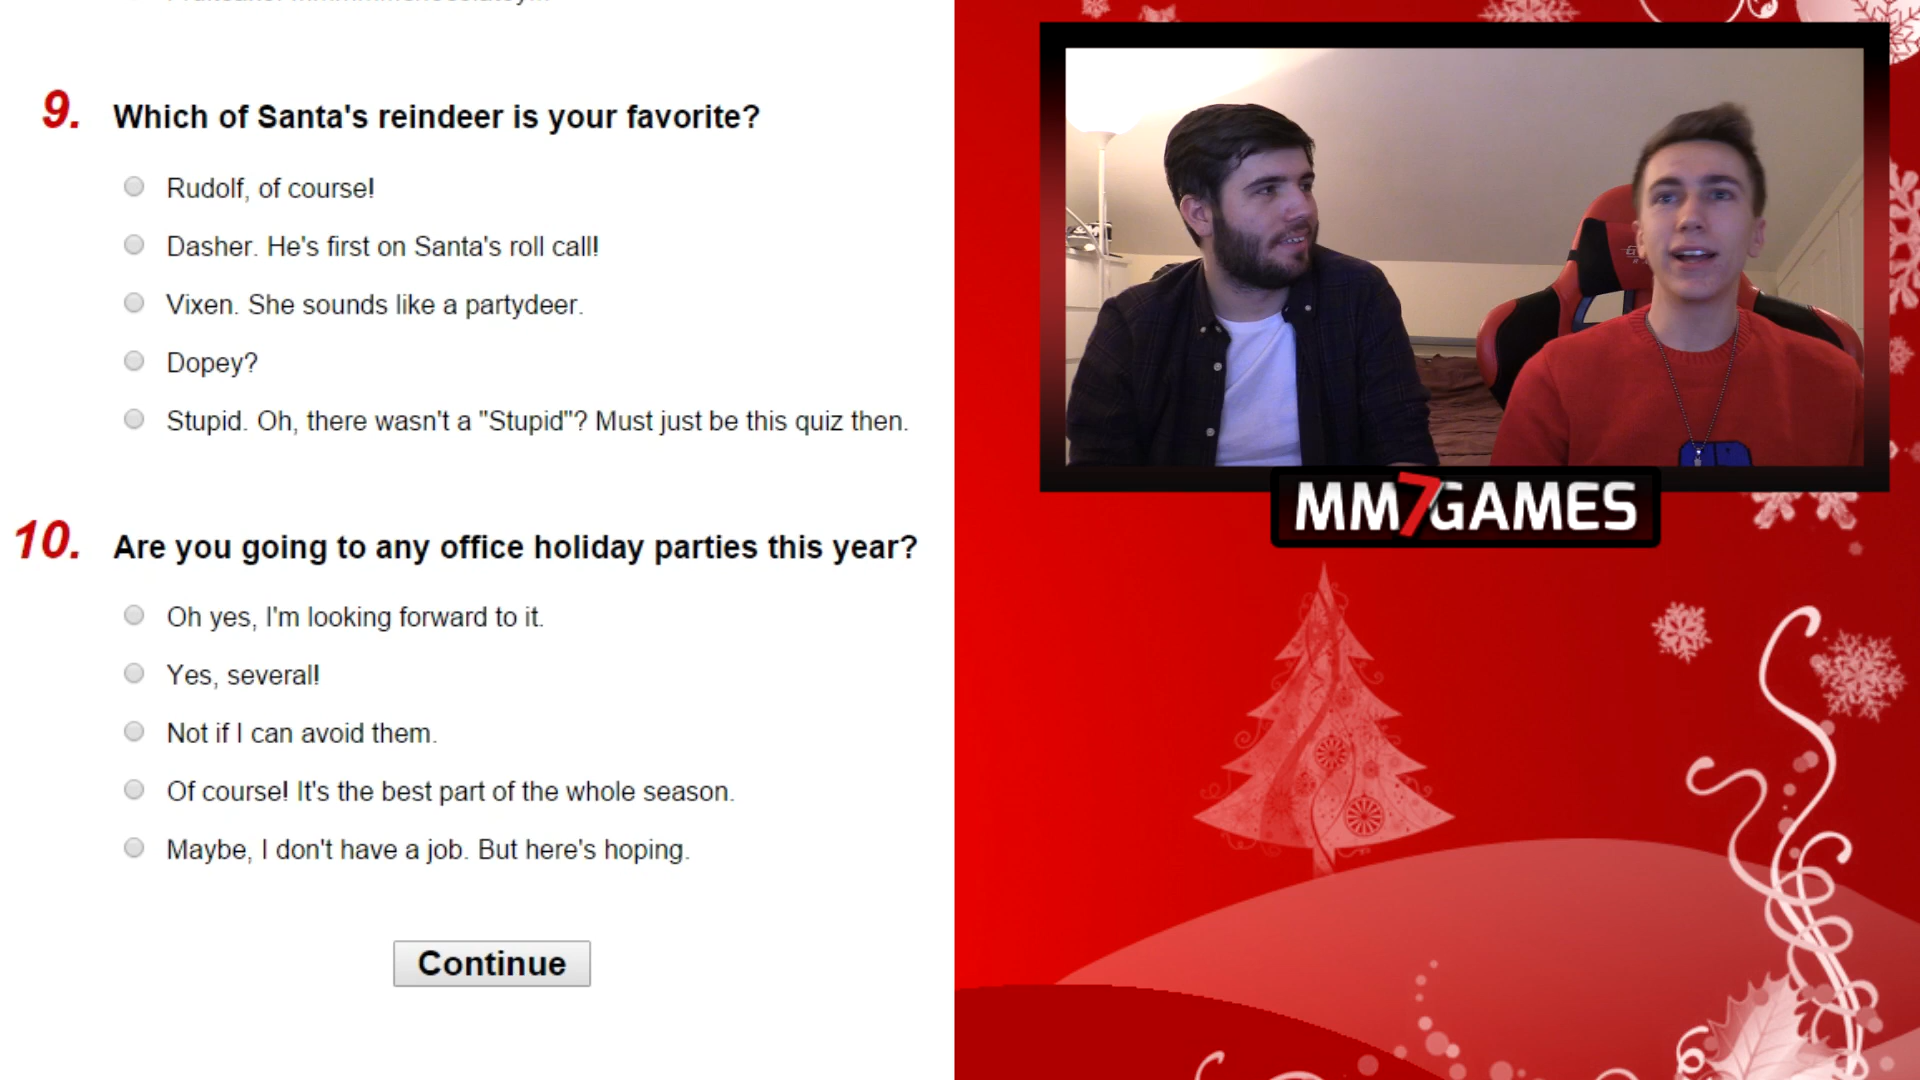 9. Which of Santa's reindeer is your favorite?
Rudolf, of course!
Dasher. He's first on Santa's roll call!
Vixen. She sounds like a partydeer.
Dopey?
Stupid. Oh, there wasn't a "Stupid"? Must just be this quiz then.
10. Are you going to any office holiday parties this year?
Oh yes, I'm looking forward to it.
Yes, several!
Not if I can avoid them.
Of course! It's the best part of the whole season.
Maybe, I don't have a job. But here's hoping.
Continue
MM7GAMES